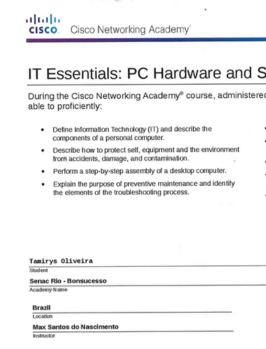 CISCO Cisco Networking Academy®
IT Essentials: PC Hardware and S
During the Cisco Networking Academy® course, administered
able to proficiently:
• Define Information Technology (IT) and describe the
components of a personal computer.
• Describe how to protect self, equipment and the environment
from accidents, damage, and contamination.
• Perform a step-by-step assembly of a desktop computer.
• Explain the purpose of preventive maintenance and identify
the elements of the troubleshooting process.
Tamirys Oliveira
Student
Senac Rio - Bonsucesso
Academy Name
Brazil
Location
Max Santos do Nascimento
Instructor